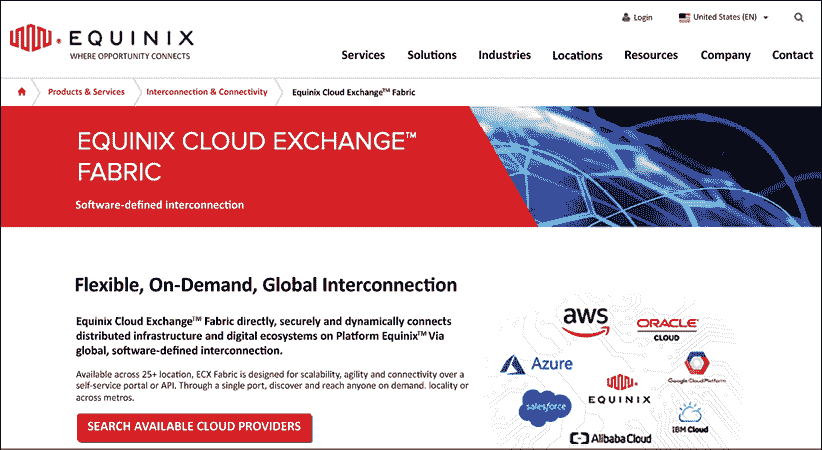 Login
United States (EN)
EQUINIX
WHERE OPPORTUNITY CONNECTS
Services Solutions Industries Locations Resources Company Contact
Products & Services Interconnection & Connectivity Equinix Cloud Exchange™ Fabric
EQUINIX CLOUD EXCHANGE™
FABRIC
Software-defined interconnection
Flexible, On-Demand, Global Interconnection
Equinix Cloud Exchange™ Fabric directly, securely and dynamically connects
distributed infrastructure and digital ecosystems on Platform Equinix™ Via
global, software-defined interconnection.
Available across 25+ location, ECX Fabric is designed for scalability, agility and connectivity over a
self-service portal or API. Through a single port, discover and reach anyone on demand. locality or
across metros.
SEARCH AVAILABLE CLOUD PROVIDERS
aws
ORACLE
CLOUD
Azure
Google Cloud Platform
EQUINIX
salesforce
IBM Cloud
Alibaba Cloud